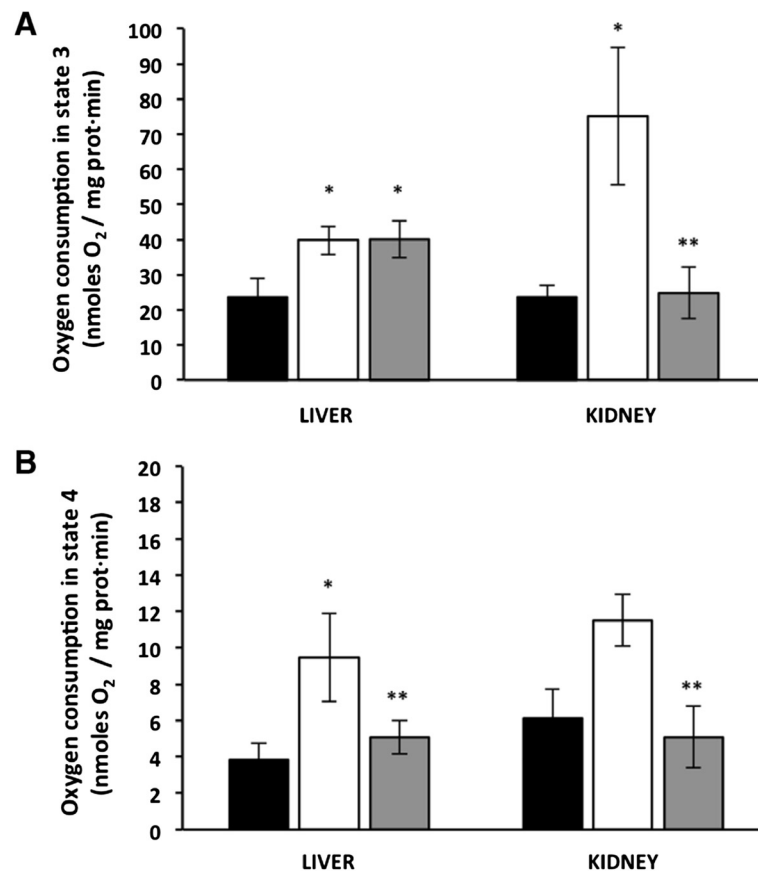 A
Oxygen consumption in state 3
(nmoles O₂ / mg prot·min)
100
90
80
70
60
50
40
30
20
10
0
*
*
*
**
LIVER
KIDNEY
B
Oxygen consumption in state 4
(nmoles O₂ / mg prot·min)
20
18
16
14
12
10
8
6
4
2
0
*
**
**
LIVER
KIDNEY